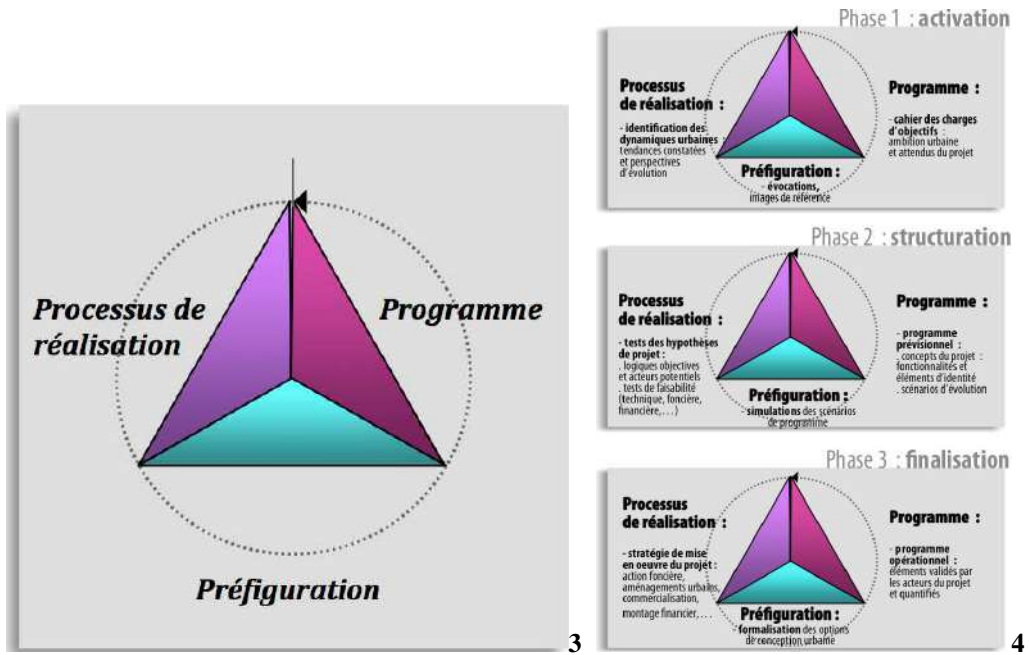 Processus de
réalisation
Programme
Préfiguration
3
Phase 1 : activation
Processus
de réalisation :
- identification des
dynamiques urbaines :
tendances constatées
et perspectives
d'évolution
Programme :
- cahier des charges
d'objectifs :
ambition urbaine
et attendus du projet
Préfiguration :
- évocations,
images de référence
Phase 2 : structuration
Processus
de réalisation :
- tests des hypothèses
de projet :
. logiques objectives
et acteurs potentiels
. tests de faisabilité
(technique, foncière,
financière,...)
Programme :
- programme
prévisionnel :
. concepts du projet :
fonctionnalités et
éléments d'identité
. scénarios d'évolution
Préfiguration :
- simulations des scénarios
de programme
Phase 3 : finalisation
Processus
de réalisation :
- stratégie de mise
en oeuvre du projet :
action foncière,
aménagements urbains,
commercialisation,
montage financier,...
Programme :
- programme
opérationnel :
éléments validés par
les acteurs du projet
et quantifiés
Préfiguration :
- formalisation des options
de conception urbaine
4